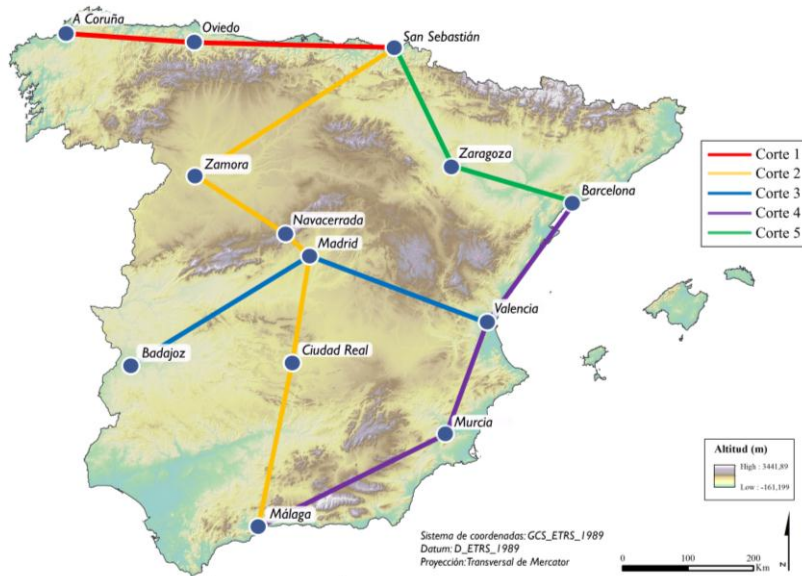 A Coruña
Oviedo
San Sebastián
Zamora
Zaragoza
Barcelona
Navacerrada
Madrid
Valencia
Badajoz
Ciudad Real
Murcia
Málaga
Corte 1
Corte 2
Corte 3
Corte 4
Corte 5
Altitud (m)
High : 3441,89
Low : -161,199
Sistema de coordenadas: GCS_ETRS_1989
Datum: D_ETRS_1989
Proyección: Transversal de Mercator
0 100 200
Km
N